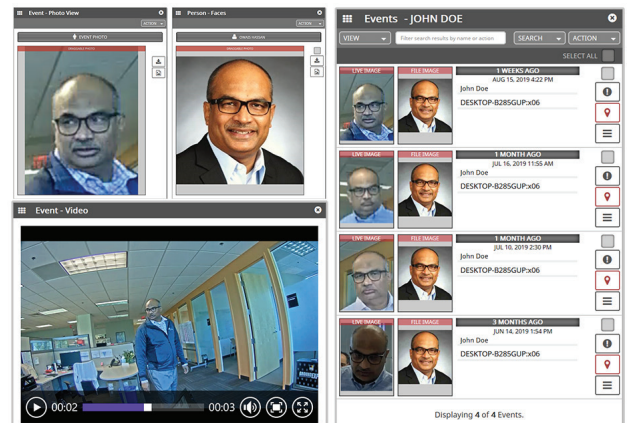 Event - Photo View
ACTION
EVENT PHOTO
Person - Faces
ACTION
Event - Video
00:02
00:03
Events - JOHN DOE
VIEW
Filter search results by name or action
SEARCH
ACTION
SELECT ALL
LIVE IMAGE
FILE IMAGE
1 WEEKS AGO
AUG 15, 2019 4:22 PM
John Doe
DESKTOP-B285GUP:x06
LIVE IMAGE
FILE IMAGE
1 MONTH AGO
JUL 16, 2019 11:55 AM
John Doe
DESKTOP-B285GUP:x06
LIVE IMAGE
FILE IMAGE
1 MONTH AGO
JUL 10, 2019 2:30 PM
John Doe
DESKTOP-B285GUP:x06
LIVE IMAGE
FILE IMAGE
3 MONTHS AGO
JUN 14, 2019 1:54 PM
John Doe
DESKTOP-B285GUP:x06
Displaying 4 of 4 Events.